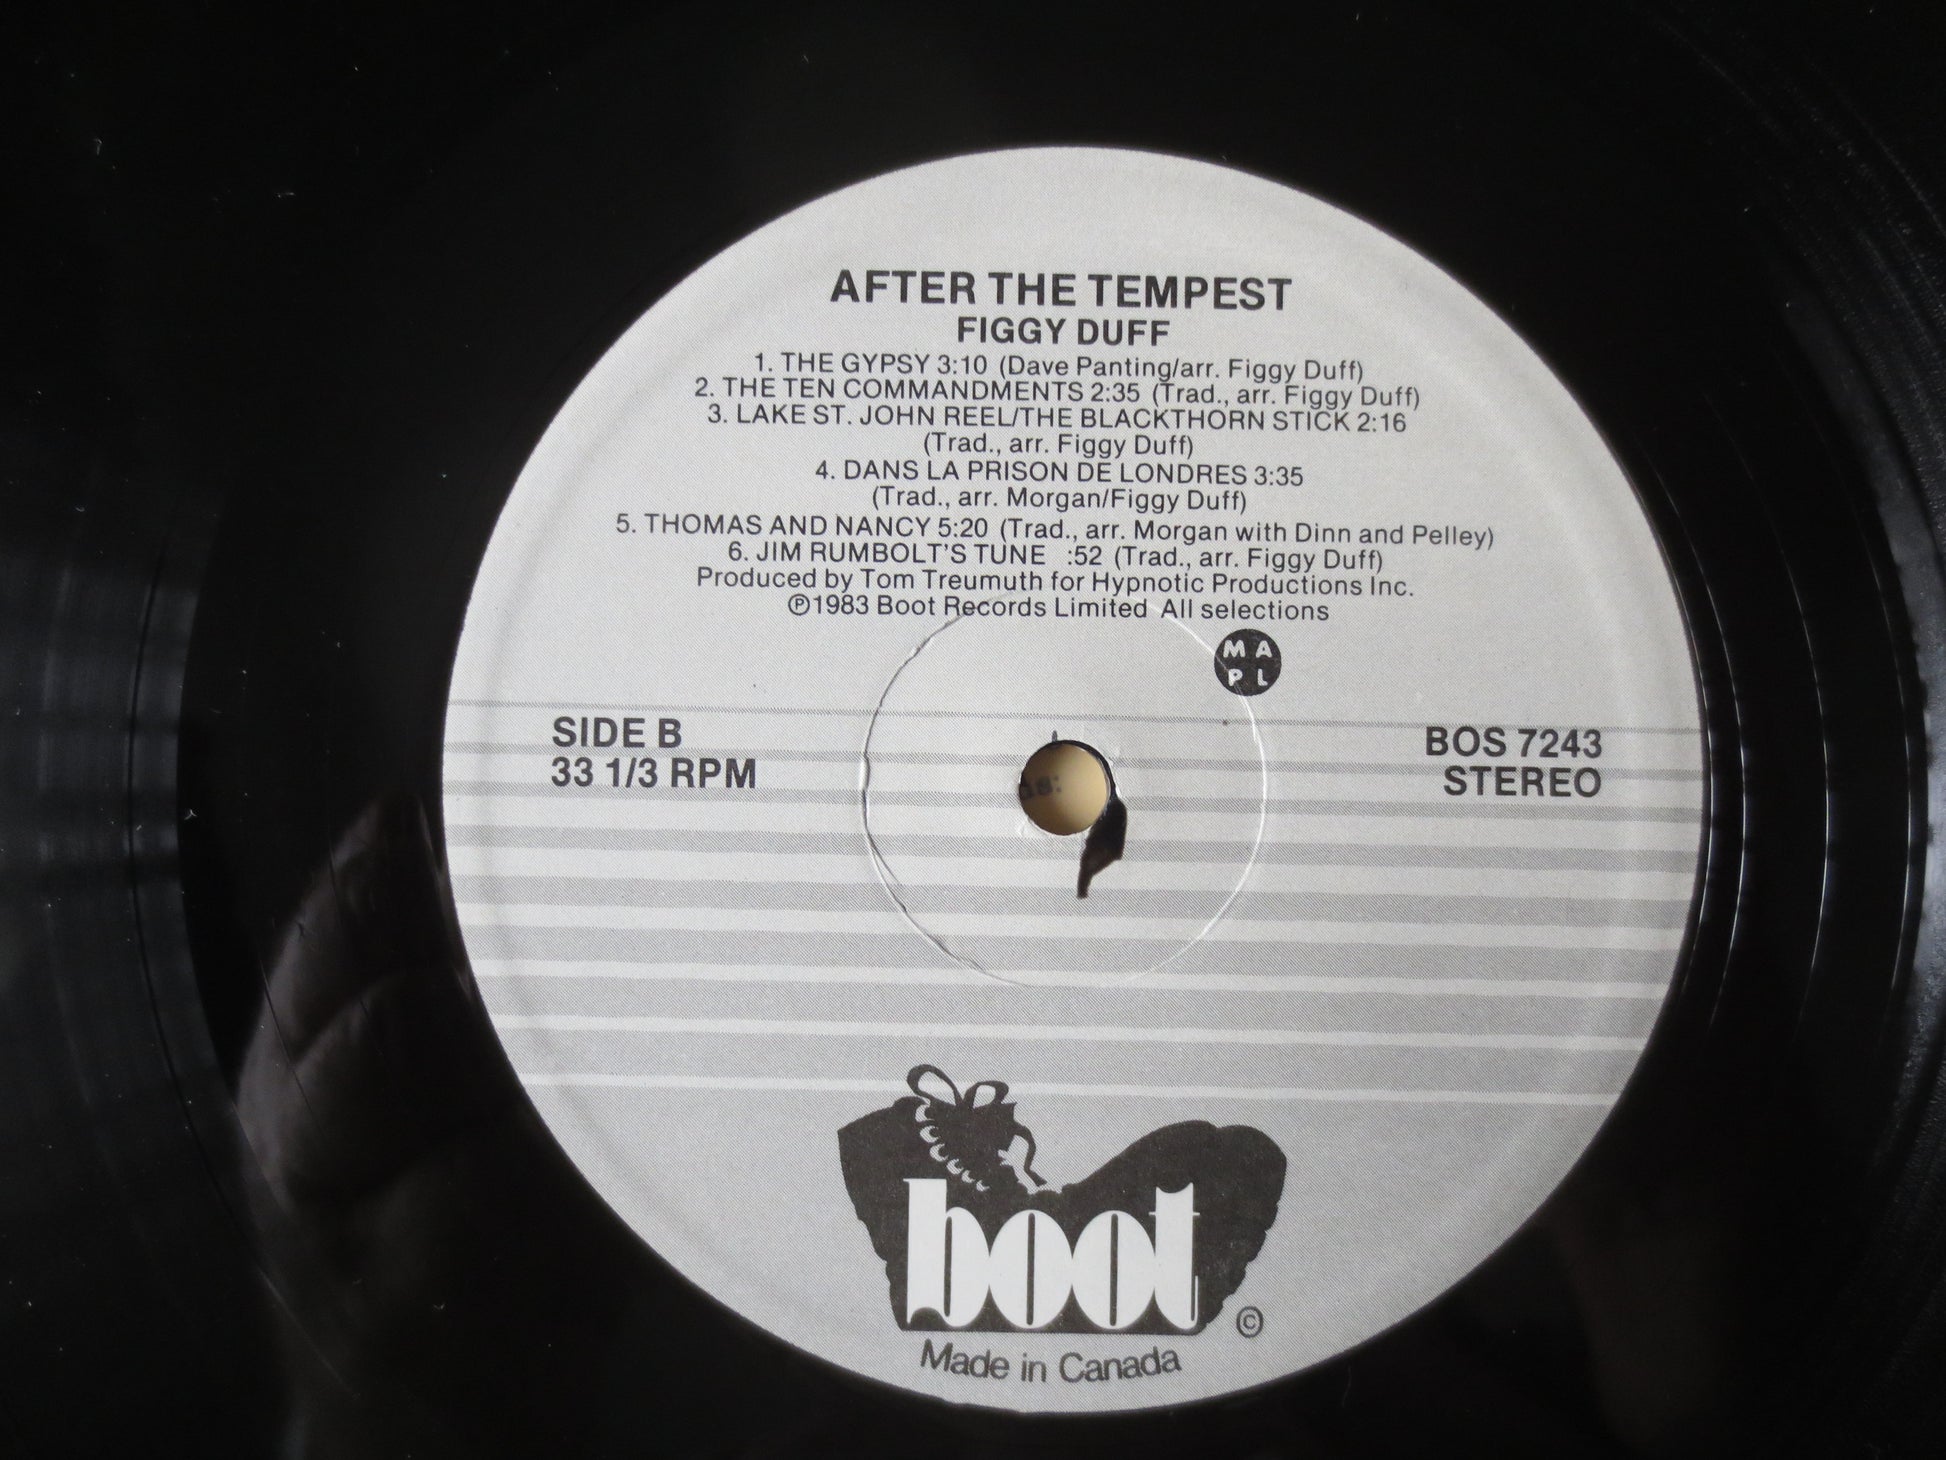 AFTER THE TEMPEST
FIGGY DUFF
1. THE GYPSY 3:10 (Dave Panting/arr. Figgy Duff)
2. THE TEN COMMANDMENTS 2:35 (Trad., arr. Figgy Duff)
3. LAKE ST. JOHN REEL/THE BLACKTHORN STICK 2:16
(Trad., arr. Figgy Duff)
4. DANS LA PRISON DE LONDRES 3:35
(Trad., arr. Morgan/Figgy Duff)
5. THOMAS AND NANCY 5:20 (Trad., arr. Morgan with Dinn and Pelley)
6. JIM RUMBOLT'S TUNE :52 (Trad., arr. Figgy Duff)
Produced by Tom Treumuth for Hypnotic Productions Inc.
℗1983 Boot Records Limited All selections
M A
P L
SIDE B
33 1/3 RPM
BOS 7243
STEREO
boot
©
Made in Canada